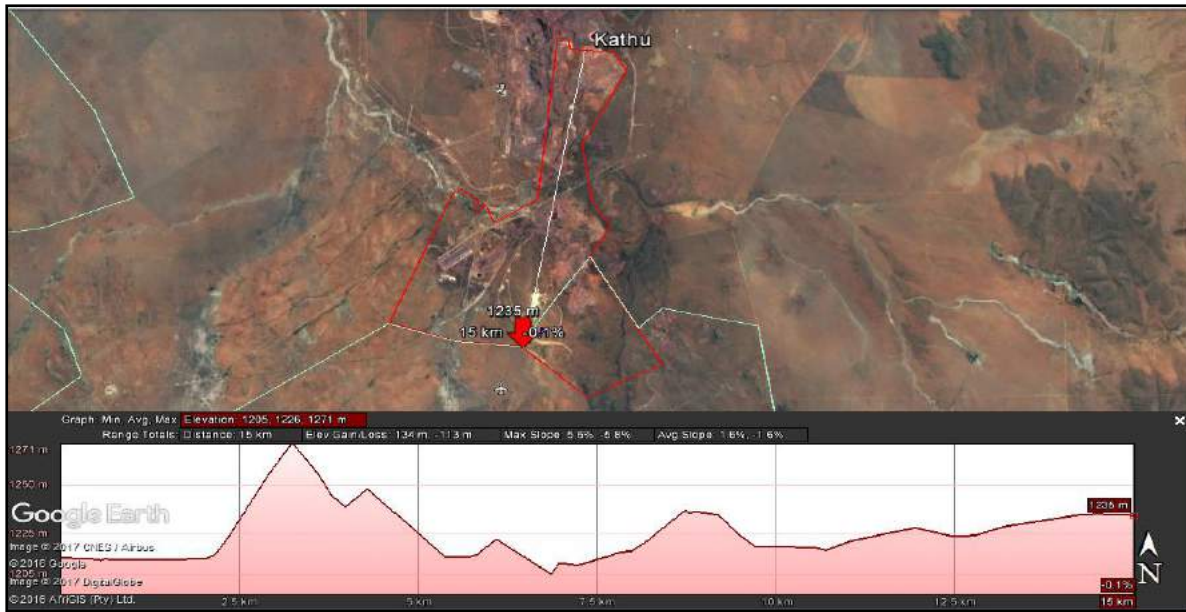 Kathu
1235 m
15 km -0.1%
Graph: Min, Avg, Max Elevation: 1205, 1226, 1271 m
Range Totals: Distance: 15 km Elev Gain/Loss: 134 m, -113 m Max Slope: 5.6%, -5.8% Avg Slope: 1.6%, -1.6%
1271 m
1250 m
1235 m
Google Earth
1225 m
Image © 2017 CNES / Airbus
© 2016 Google
1205 m
Image © 2017 DigitalGlobe
-0.1%
N
© 2016 AfriGIS (Pty) Ltd.
2.5 km
5 km
7.5 km
10 km
12.5 km
15 km